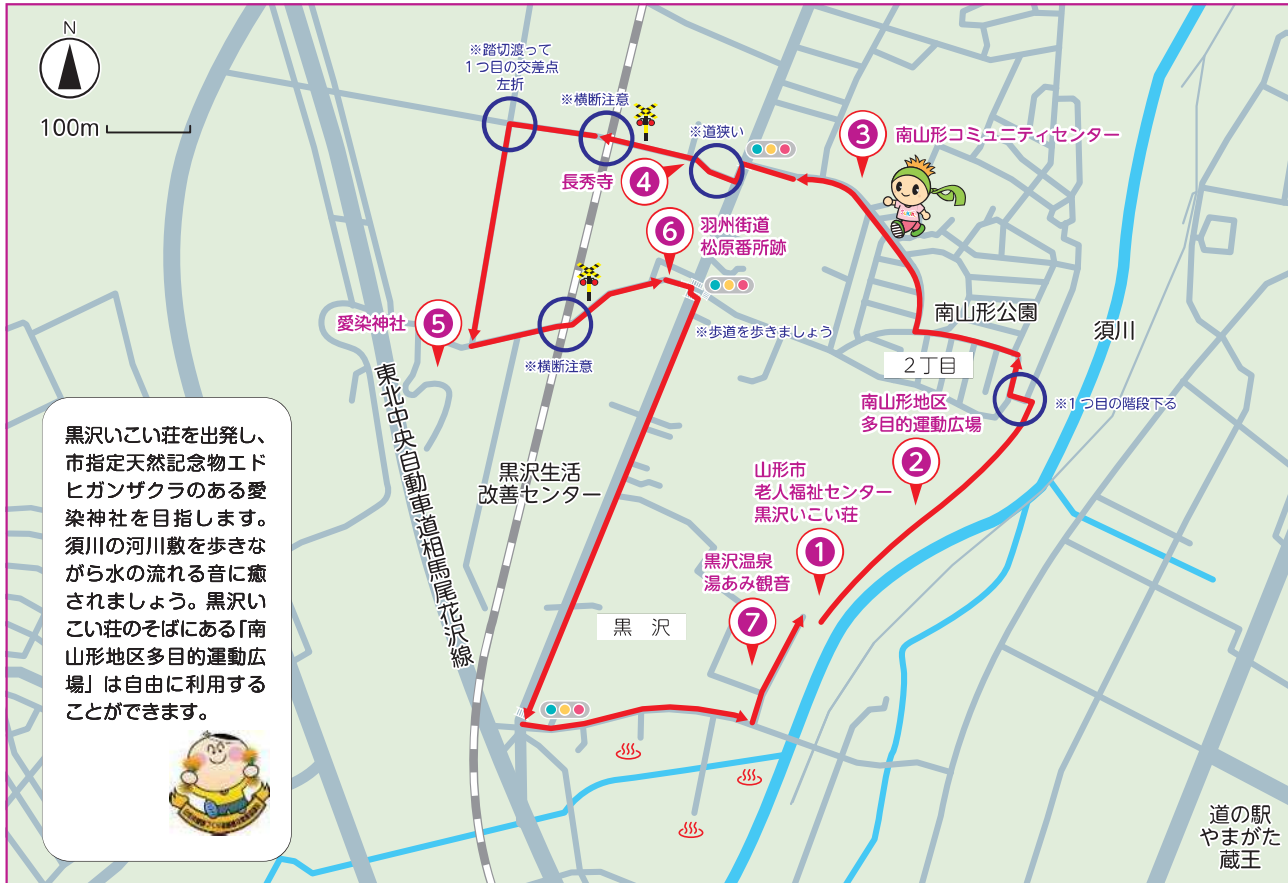 N
100m
※踏切渡って
1つ目の交差点
左折
※横断注意
※道狭い
3
南山形コミュニティセンター
長秀寺
4
6
羽州街道
松原番所跡
※歩道を歩きましょう
愛染神社
5
※横断注意
南山形公園
須川
2丁目
※1つ目の階段下る
南山形地区
多目的運動広場
2
東北中央自動車道相馬尾花沢線
黒沢生活
改善センター
山形市
老人福祉センター
黒沢いこい荘
1
黒沢温泉
湯あみ観音
7
黒 沢
黒沢いこい荘を出発し、
市指定天然記念物エド
ヒガンザクラのある愛
染神社を目指します。
須川の河川敷を歩きな
がら水の流れる音に癒
されましょう。黒沢い
こい荘のそばにある「南
山形地区多目的運動広
場」は自由に利用する
ことができます。
道の駅
やまがた
蔵王